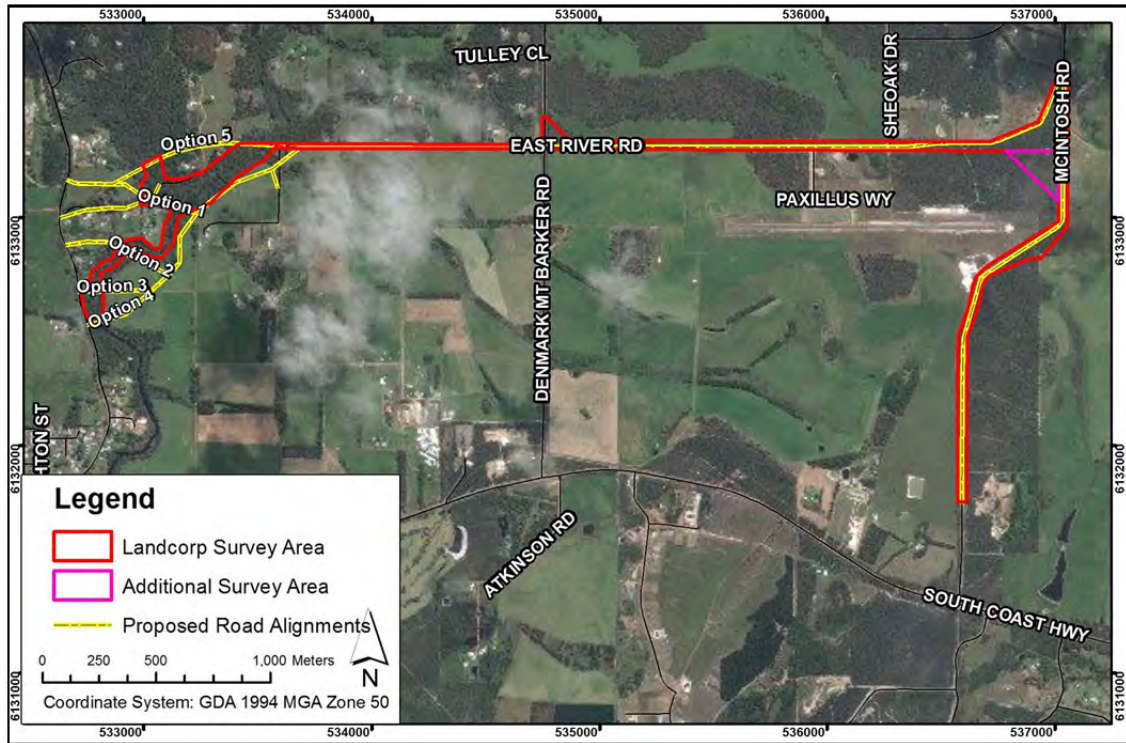 533000 534000 535000 536000 537000
TULLEY CL
SHEOAK DR
MCINTOSH RD
Option 5
EAST RIVER RD
Option 1
PAXILLUS WY
6133000
6133000
Option 2
DENMARK MT BARKER RD
Option 3
Option 4
HTON ST
6132000
6132000
Legend
Landcorp Survey Area
Additional Survey Area
Proposed Road Alignments
ATKINSON RD
SOUTH COAST HWY
0 250 500 1,000 Meters
N
Coordinate System: GDA 1994 MGA Zone 50
6131000
6131000
533000 534000 535000 536000 537000